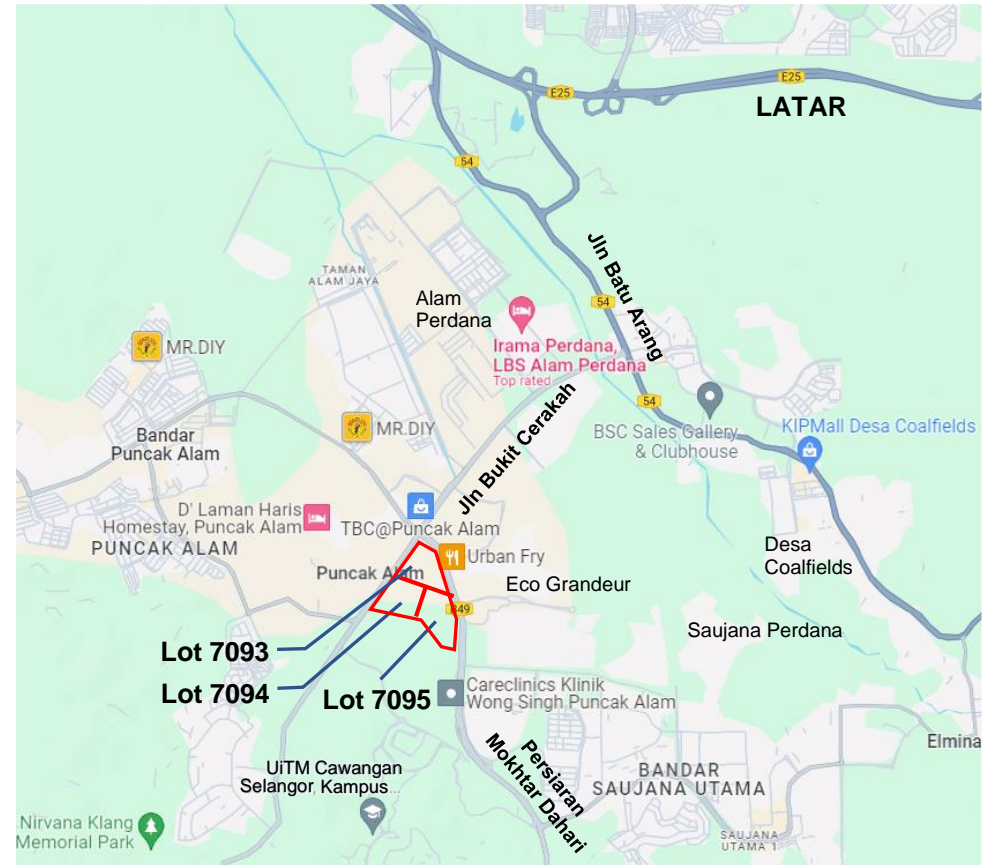 E25
E25
LATAR
54
Jln Batu Arang
TAMAN
ALAM JAYA
Alam
Perdana
54
Irama Perdana,
LBS Alam Perdana
Top rated
MR.DIY
54
Jln Bukit Cerakah
BSC Sales Gallery
& Clubhouse
KIPMall Desa Coalfields
MR.DIY
Bandar
Puncak Alam
D' Laman Haris
Homestay, Puncak Alam
TBC@Puncak Alam
PUNCAK ALAM
Urban Fry
Desa
Coalfields
Puncak Alam
Eco Grandeur
B49
Saujana Perdana
Lot 7093
Lot 7094
Lot 7095
Careclinics Klinik
Wong Singh Puncak Alam
Persiaran
Mokhtar Dahari
Elmina
UiTM Cawangan
Selangor, Kampus...
BANDAR
SAUJANA UTAMA
Nirvana Klang
Memorial Park
SAUJANA
UTAMA 1